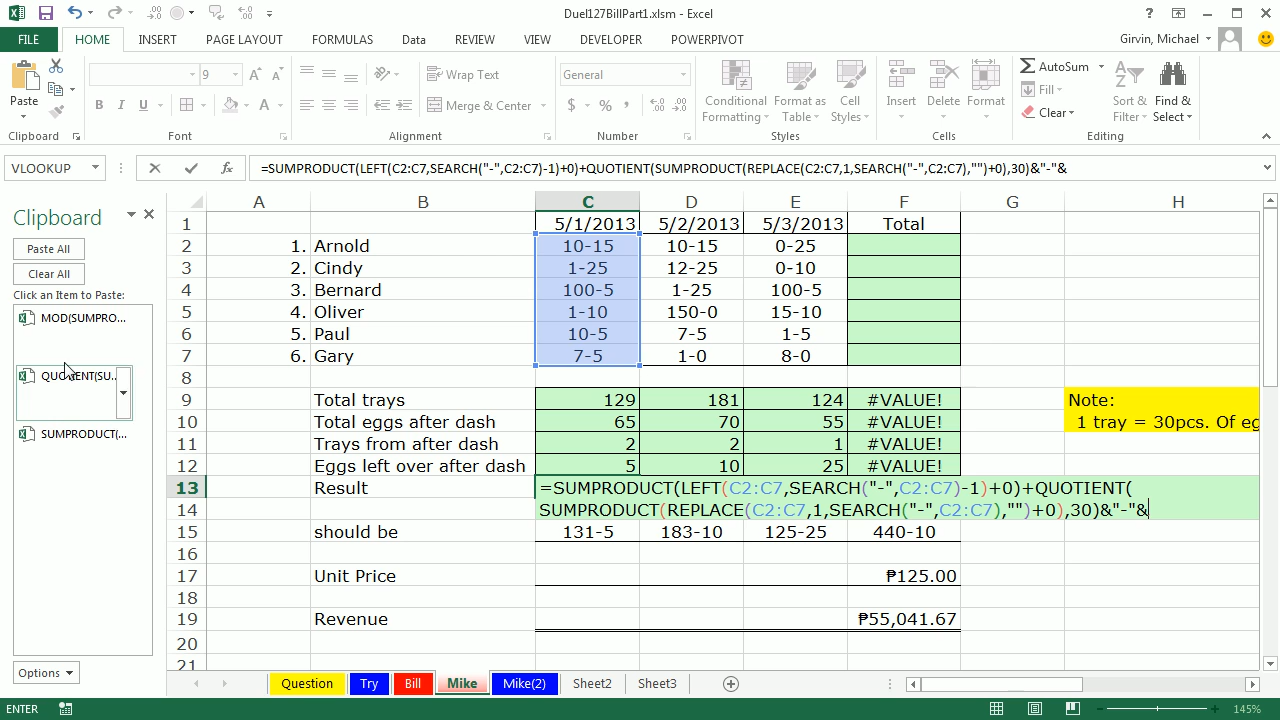 Duel127BillPart1.xlsm - Excel
FILE HOME INSERT PAGE LAYOUT FORMULAS Data REVIEW VIEW DEVELOPER POWERPIVOT Girvin, Michael
Paste
Clipboard
9
Font
Wrap Text
Merge & Center
Alignment
General
$ % ,
Number
Conditional Formatting
Format as Table
Cell Styles
Styles
Insert Delete Format
Cells
AutoSum
Fill
Clear
Sort & Filter
Find & Select
Editing
VLOOKUP
=SUMPRODUCT(LEFT(C2:C7,SEARCH("-",C2:C7)-1)+0)+QUOTIENT(SUMPRODUCT(REPLACE(C2:C7,1,SEARCH("-",C2:C7),"")+0),30)&"-"&
Clipboard
Paste All
Clear All
Click an Item to Paste:
MOD(SUMPRO...
QUOTIENT(SU...
SUMPRODUCT(...
Options
A B C D E F G H
1 5/1/2013 5/2/2013 5/3/2013 Total
2 1. Arnold 10-15 10-15 0-25
3 2. Cindy 1-25 12-25 0-10
4 3. Bernard 100-5 1-25 100-5
5 4. Oliver 1-10 150-0 15-10
6 5. Paul 10-5 7-5 1-5
7 6. Gary 7-5 1-0 8-0
8
9 Total trays 129 181 124 #VALUE! Note:
10 Total eggs after dash 65 70 55 #VALUE! 1 tray = 30pcs. Of eg
11 Trays from after dash 2 2 1 #VALUE!
12 Eggs left over after dash 5 10 25 #VALUE!
13 Result =SUMPRODUCT(LEFT(C2:C7,SEARCH("-",C2:C7)-1)+0)+QUOTIENT(
14 SUMPRODUCT(REPLACE(C2:C7,1,SEARCH("-",C2:C7),"")+0),30)&"-"&
15 should be 131-5 183-10 125-25 440-10
16
17 Unit Price ₱125.00
18
19 Revenue ₱55,041.67
20
21
Question Try Bill Mike Mike(2) Sheet2 Sheet3
ENTER 145%